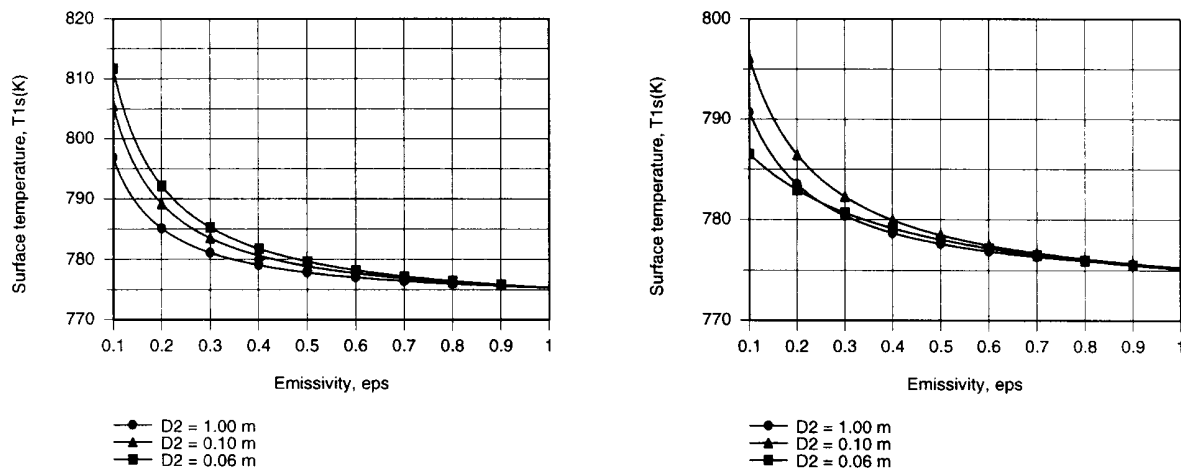 820
810
800
790
780
770
Surface temperature, T1s(K)
0.1 0.2 0.3 0.4 0.5 0.6 0.7 0.8 0.9 1
Emissivity, eps
D2 = 1.00 m
D2 = 0.10 m
D2 = 0.06 m
800
790
780
770
Surface temperature, T1s(K)
0.1 0.2 0.3 0.4 0.5 0.6 0.7 0.8 0.9 1
Emissivity, eps
D2 = 1.00 m
D2 = 0.10 m
D2 = 0.06 m